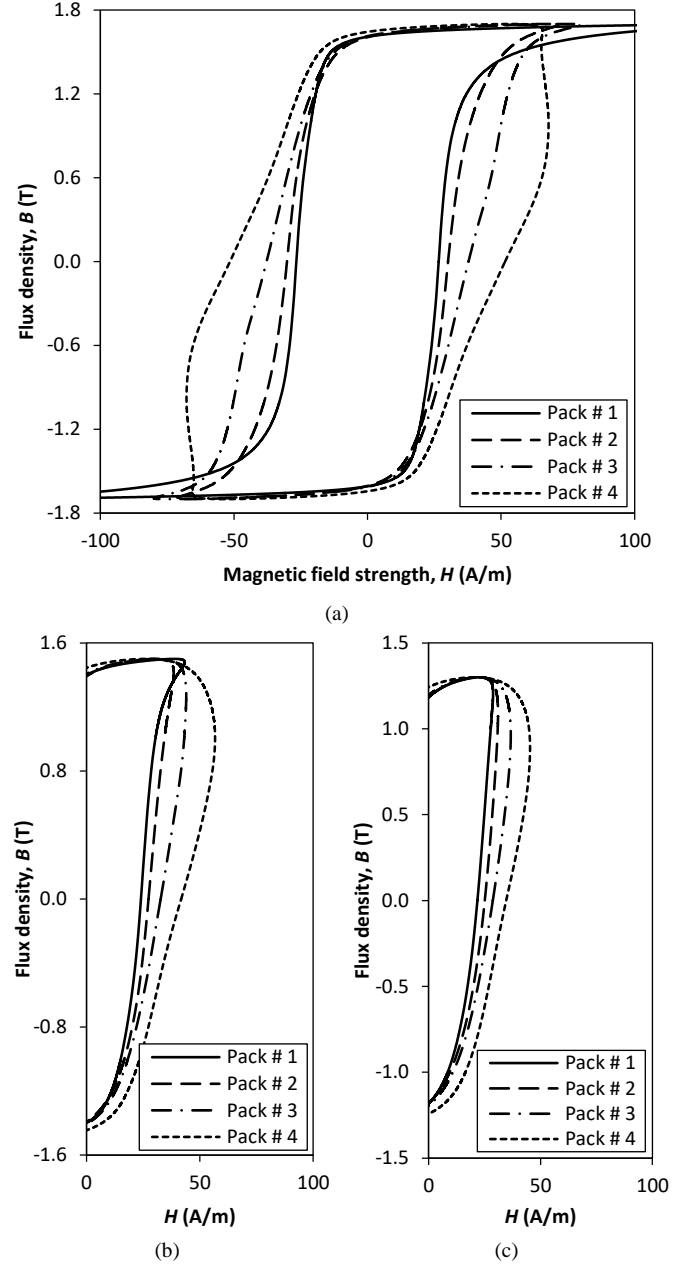 1.8
1.2
0.6
0.0
-0.6
-1.2
-1.8
Flux density, B (T)
-100
-50
0
50
100
Magnetic field strength, H (A/m)
Pack # 1
Pack # 2
Pack # 3
Pack # 4
(a)
1.6
0.8
0.0
-0.8
-1.6
Flux density, B (T)
0
50
100
H (A/m)
Pack # 1
Pack # 2
Pack # 3
Pack # 4
(b)
1.5
1.0
0.5
0.0
-0.5
-1.0
-1.5
Flux density, B (T)
0
50
100
H (A/m)
Pack # 1
Pack # 2
Pack # 3
Pack # 4
(c)